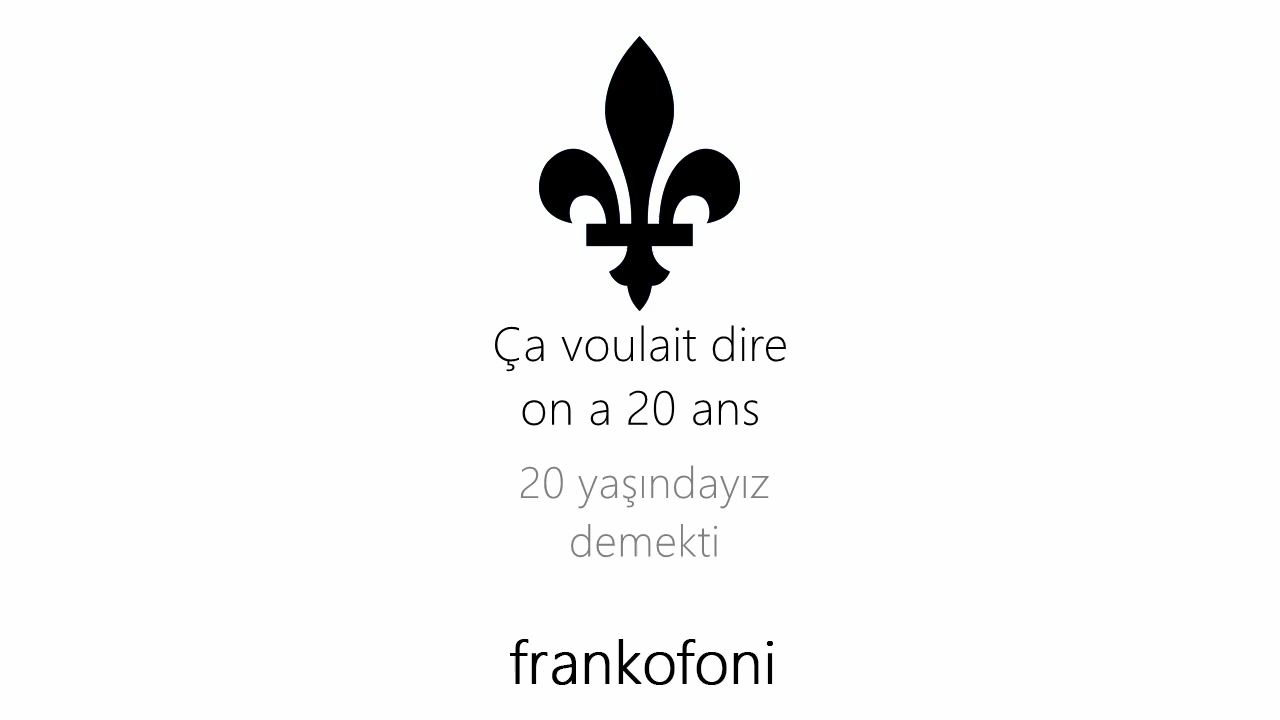 Ça voulait dire
on a 20 ans
20 yaşındayız
demekti
frankofoni